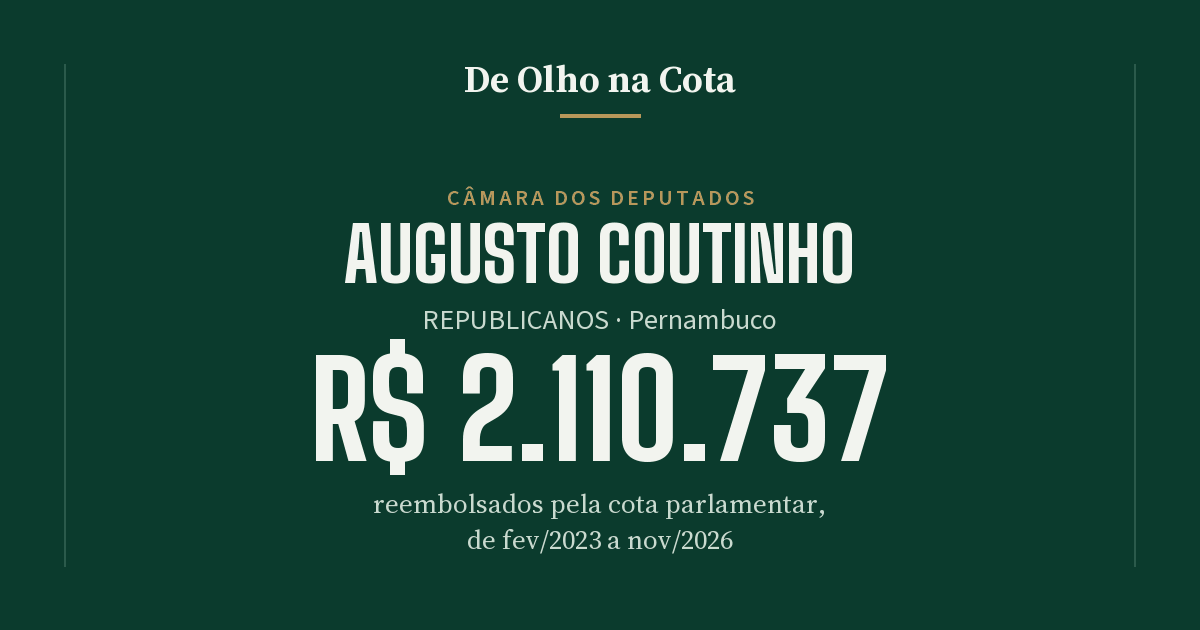 De Olho na Cota
CÂMARA DOS DEPUTADOS
AUGUSTO COUTINHO
REPUBLICANOS · Pernambuco
R$ 2.110.737
reembolsados pela cota parlamentar,
de fev/2023 a nov/2026